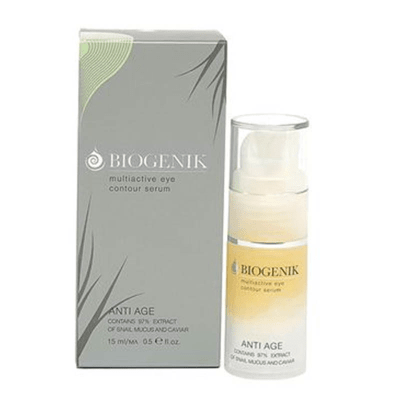 BIOGENIK
multiactive eye
contour serum
ANTI AGE
CONTAINS 97% EXTRACT
OF SNAIL MUCUS AND CAVIAR
15 ml/мл 0.5 ℮ fl.oz.
BIOGENIK
multiactive eye
contour serum
ANTI AGE
CONTAINS 97% EXTRACT
OF SNAIL MUCUS AND CAVIAR